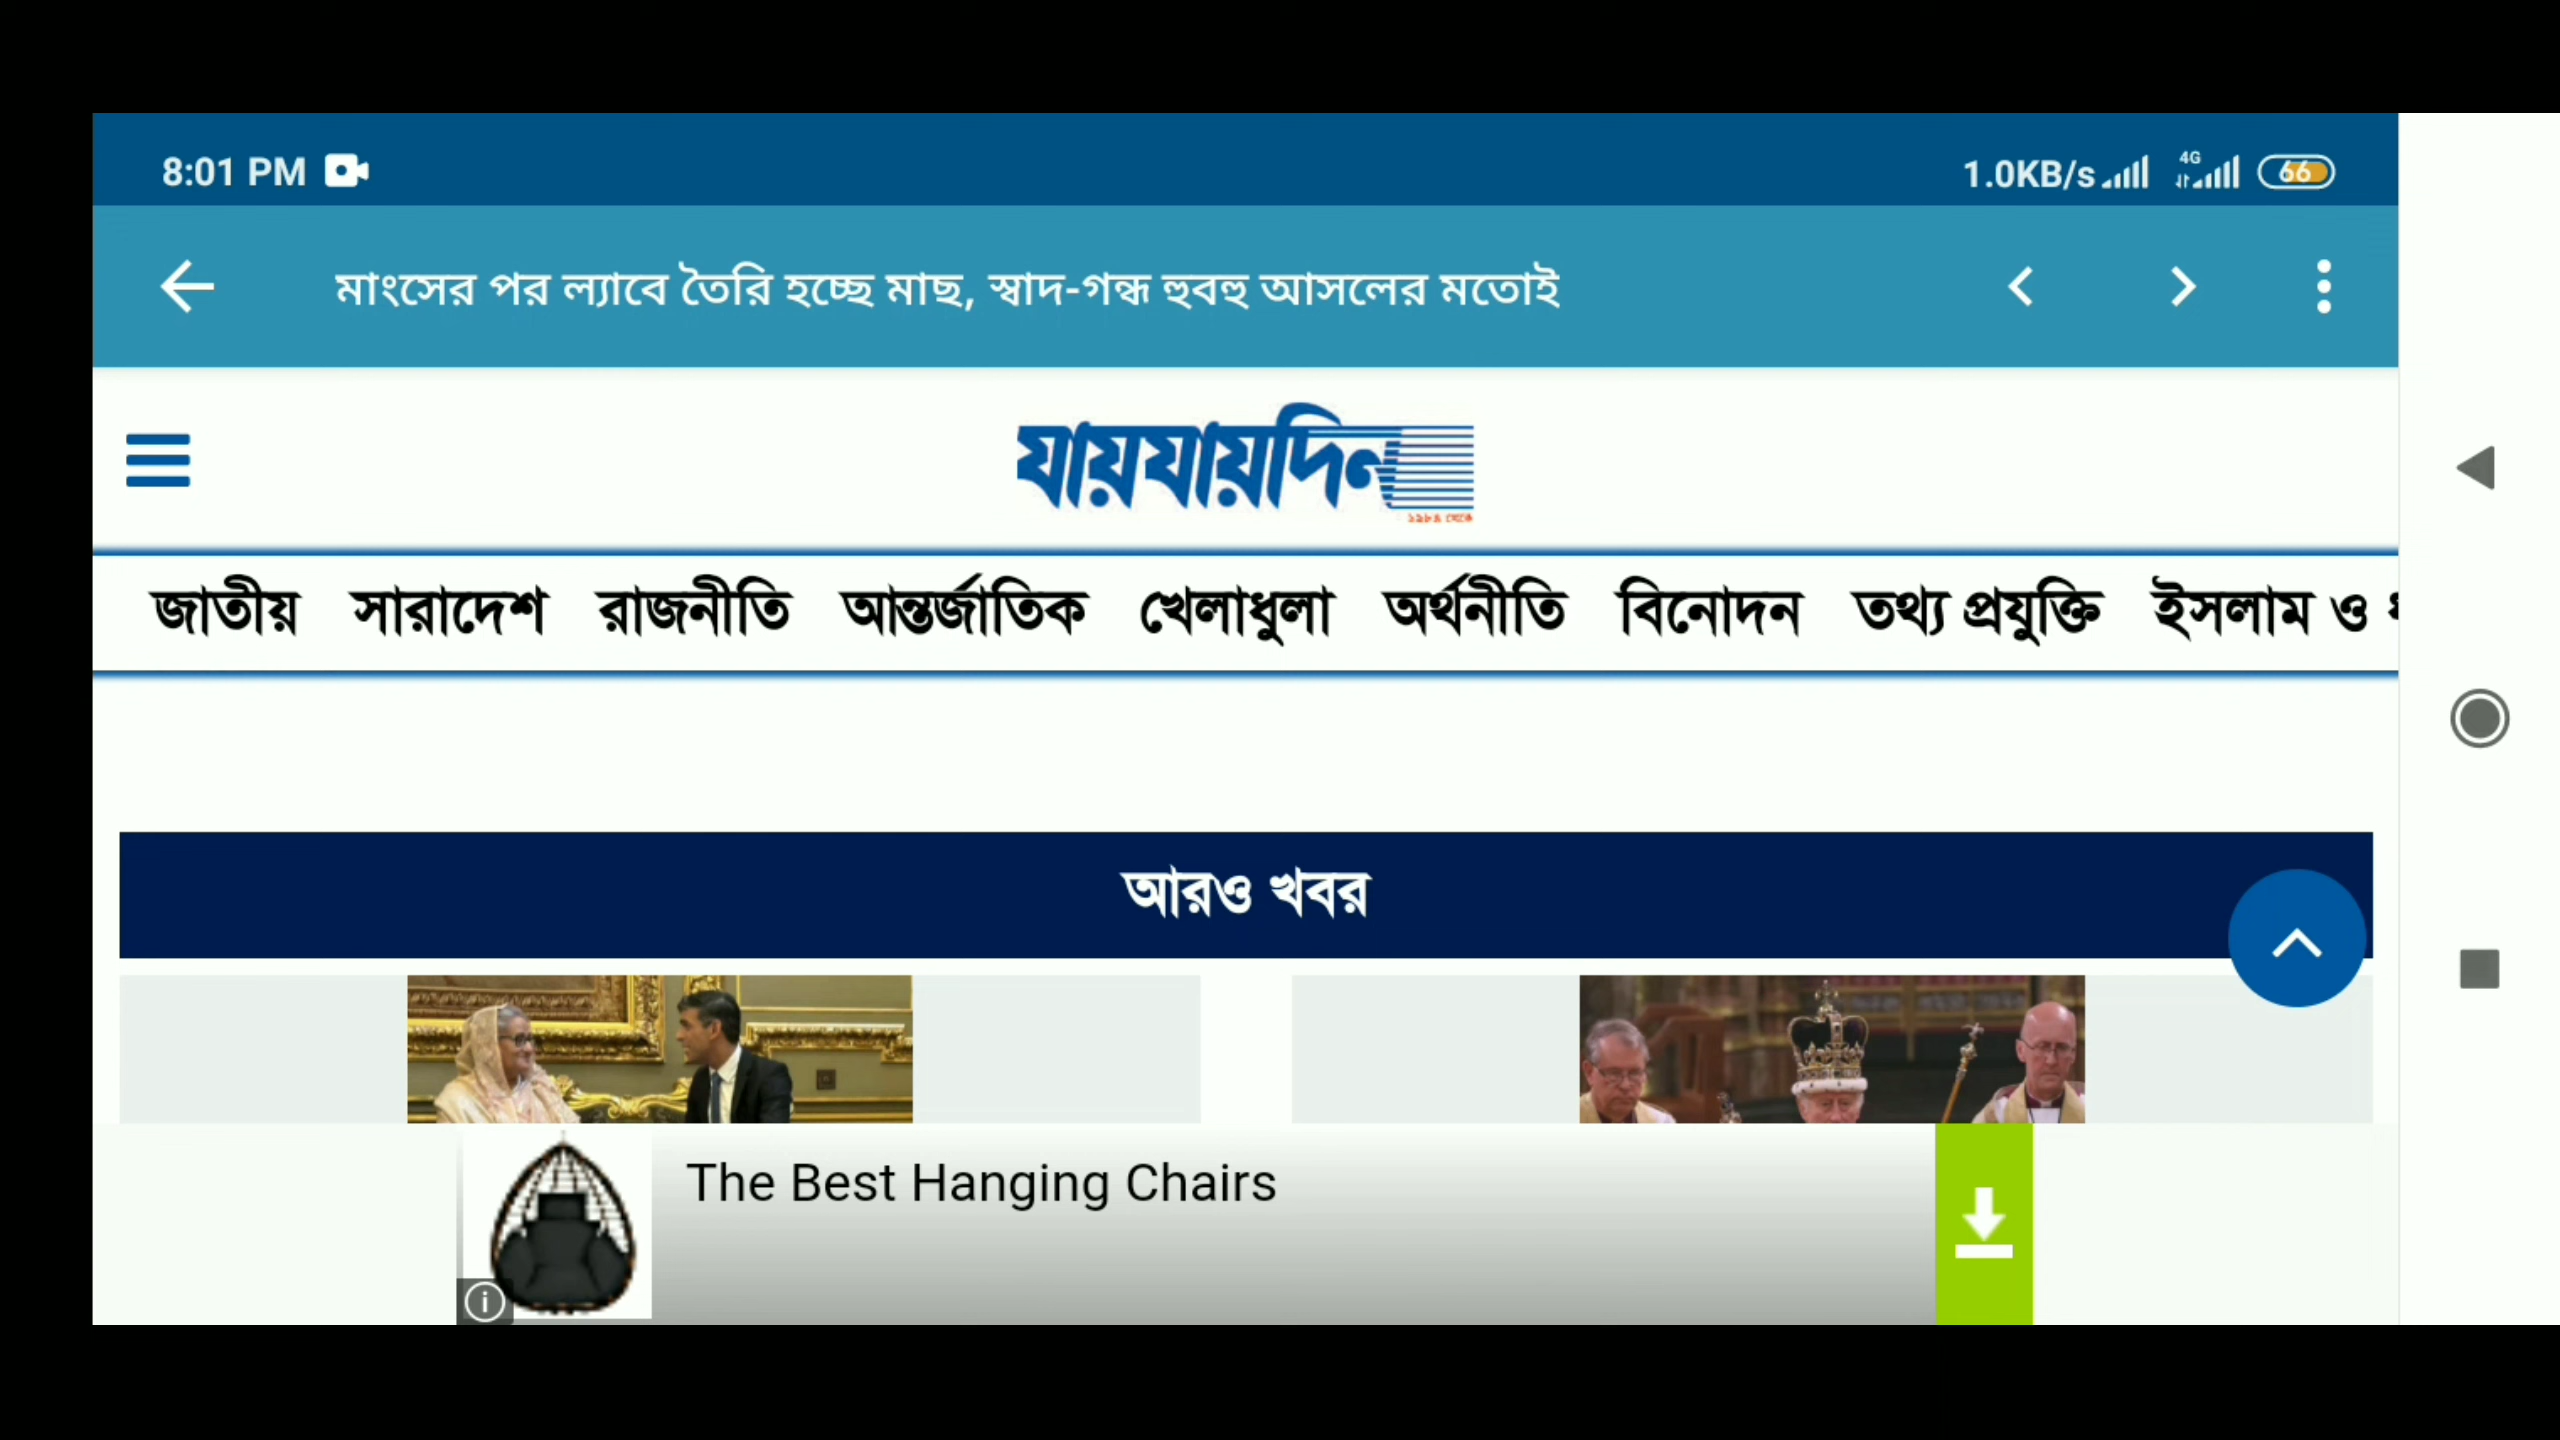 8:01 PM 1.0KB/s 4G 66
মাংসের পর ল্যাবে তৈরি হচ্ছে মাছ, স্বাদ-গন্ধ হুবহু আসলের মতোই
যায়যায়দিন
জাতীয় সারাদেশ রাজনীতি আন্তর্জাতিক খেলাধুলা অর্থনীতি বিনোদন তথ্য প্রযুক্তি ইসলাম ও
আরও খবর
The Best Hanging Chairs